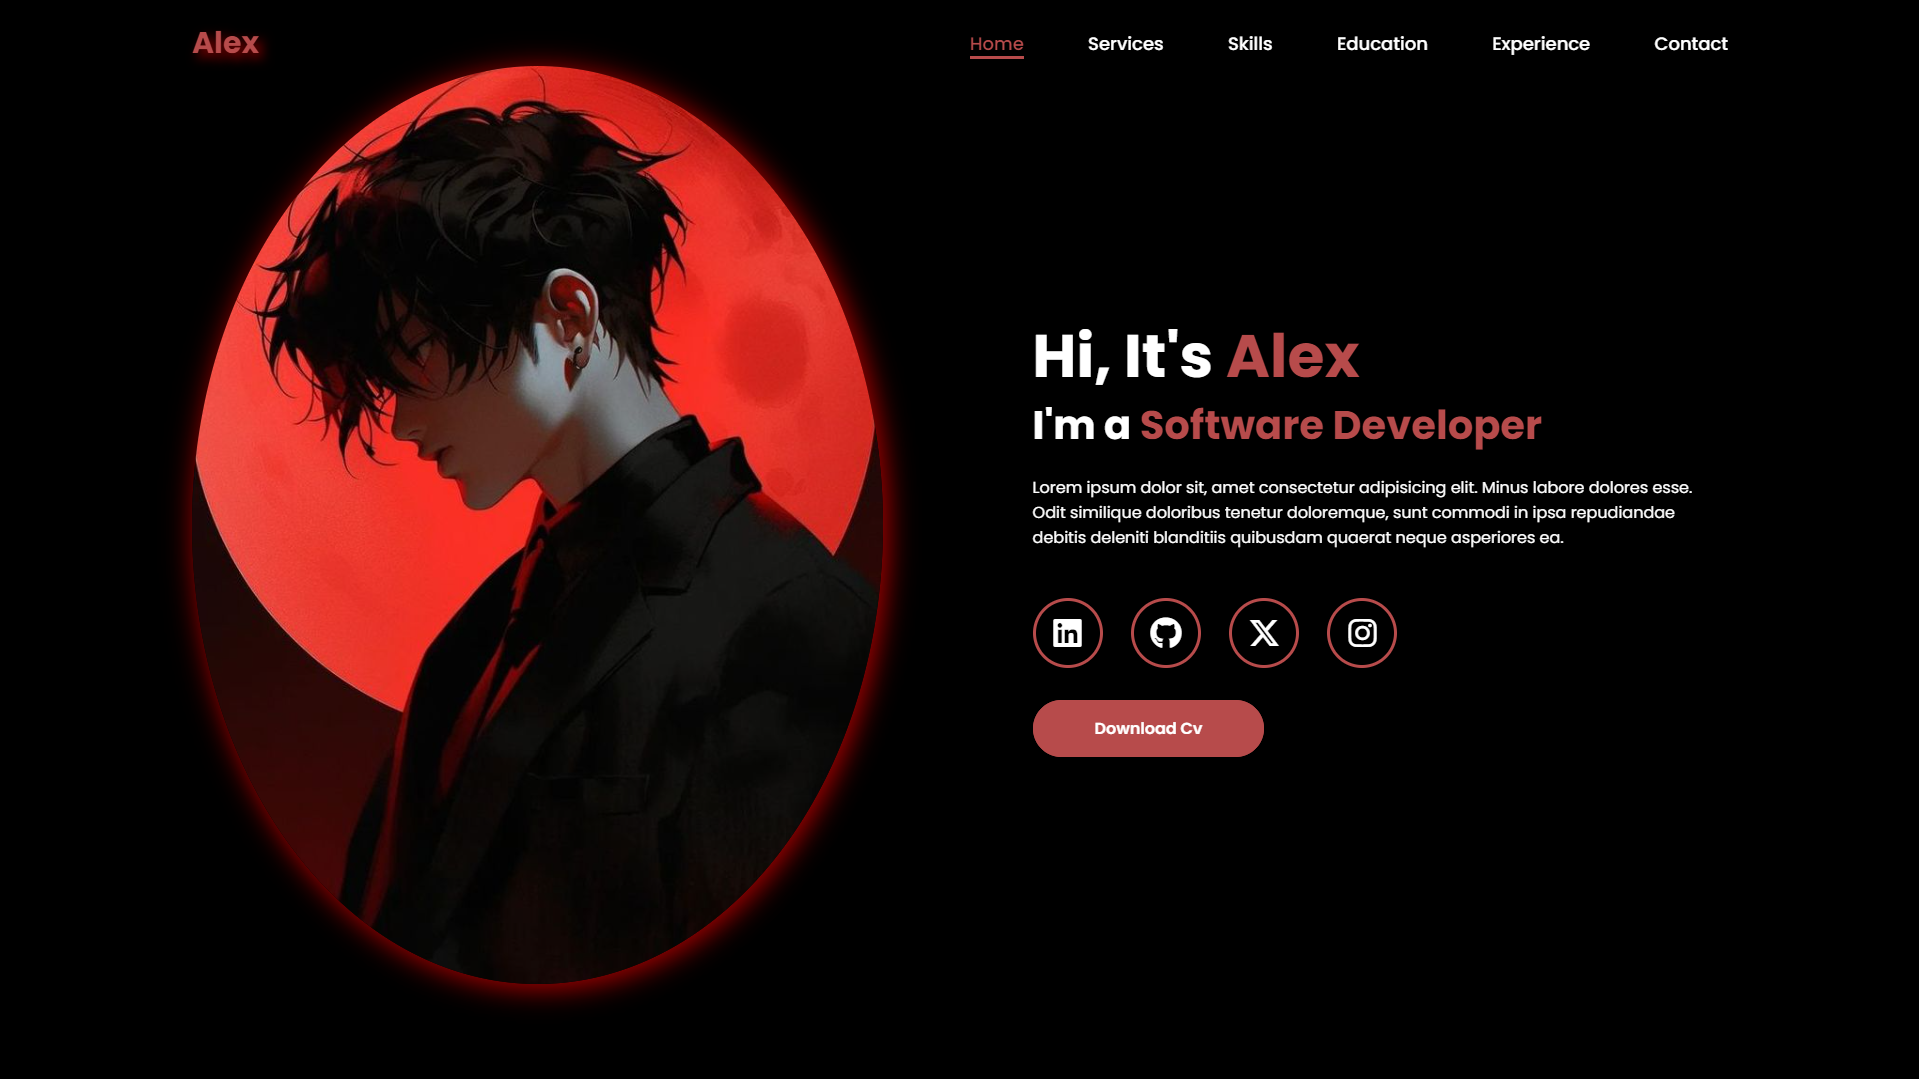 Alex
Home Services Skills Education Experience Contact
Hi, It's Alex
I'm a Software Developer
Lorem ipsum dolor sit, amet consectetur adipisicing elit. Minus labore dolores esse.
Odit similique doloribus tenetur doloremque, sunt commodi in ipsa repudiandae
debitis deleniti blanditiis quibusdam quaerat neque asperiores ea.
Download Cv